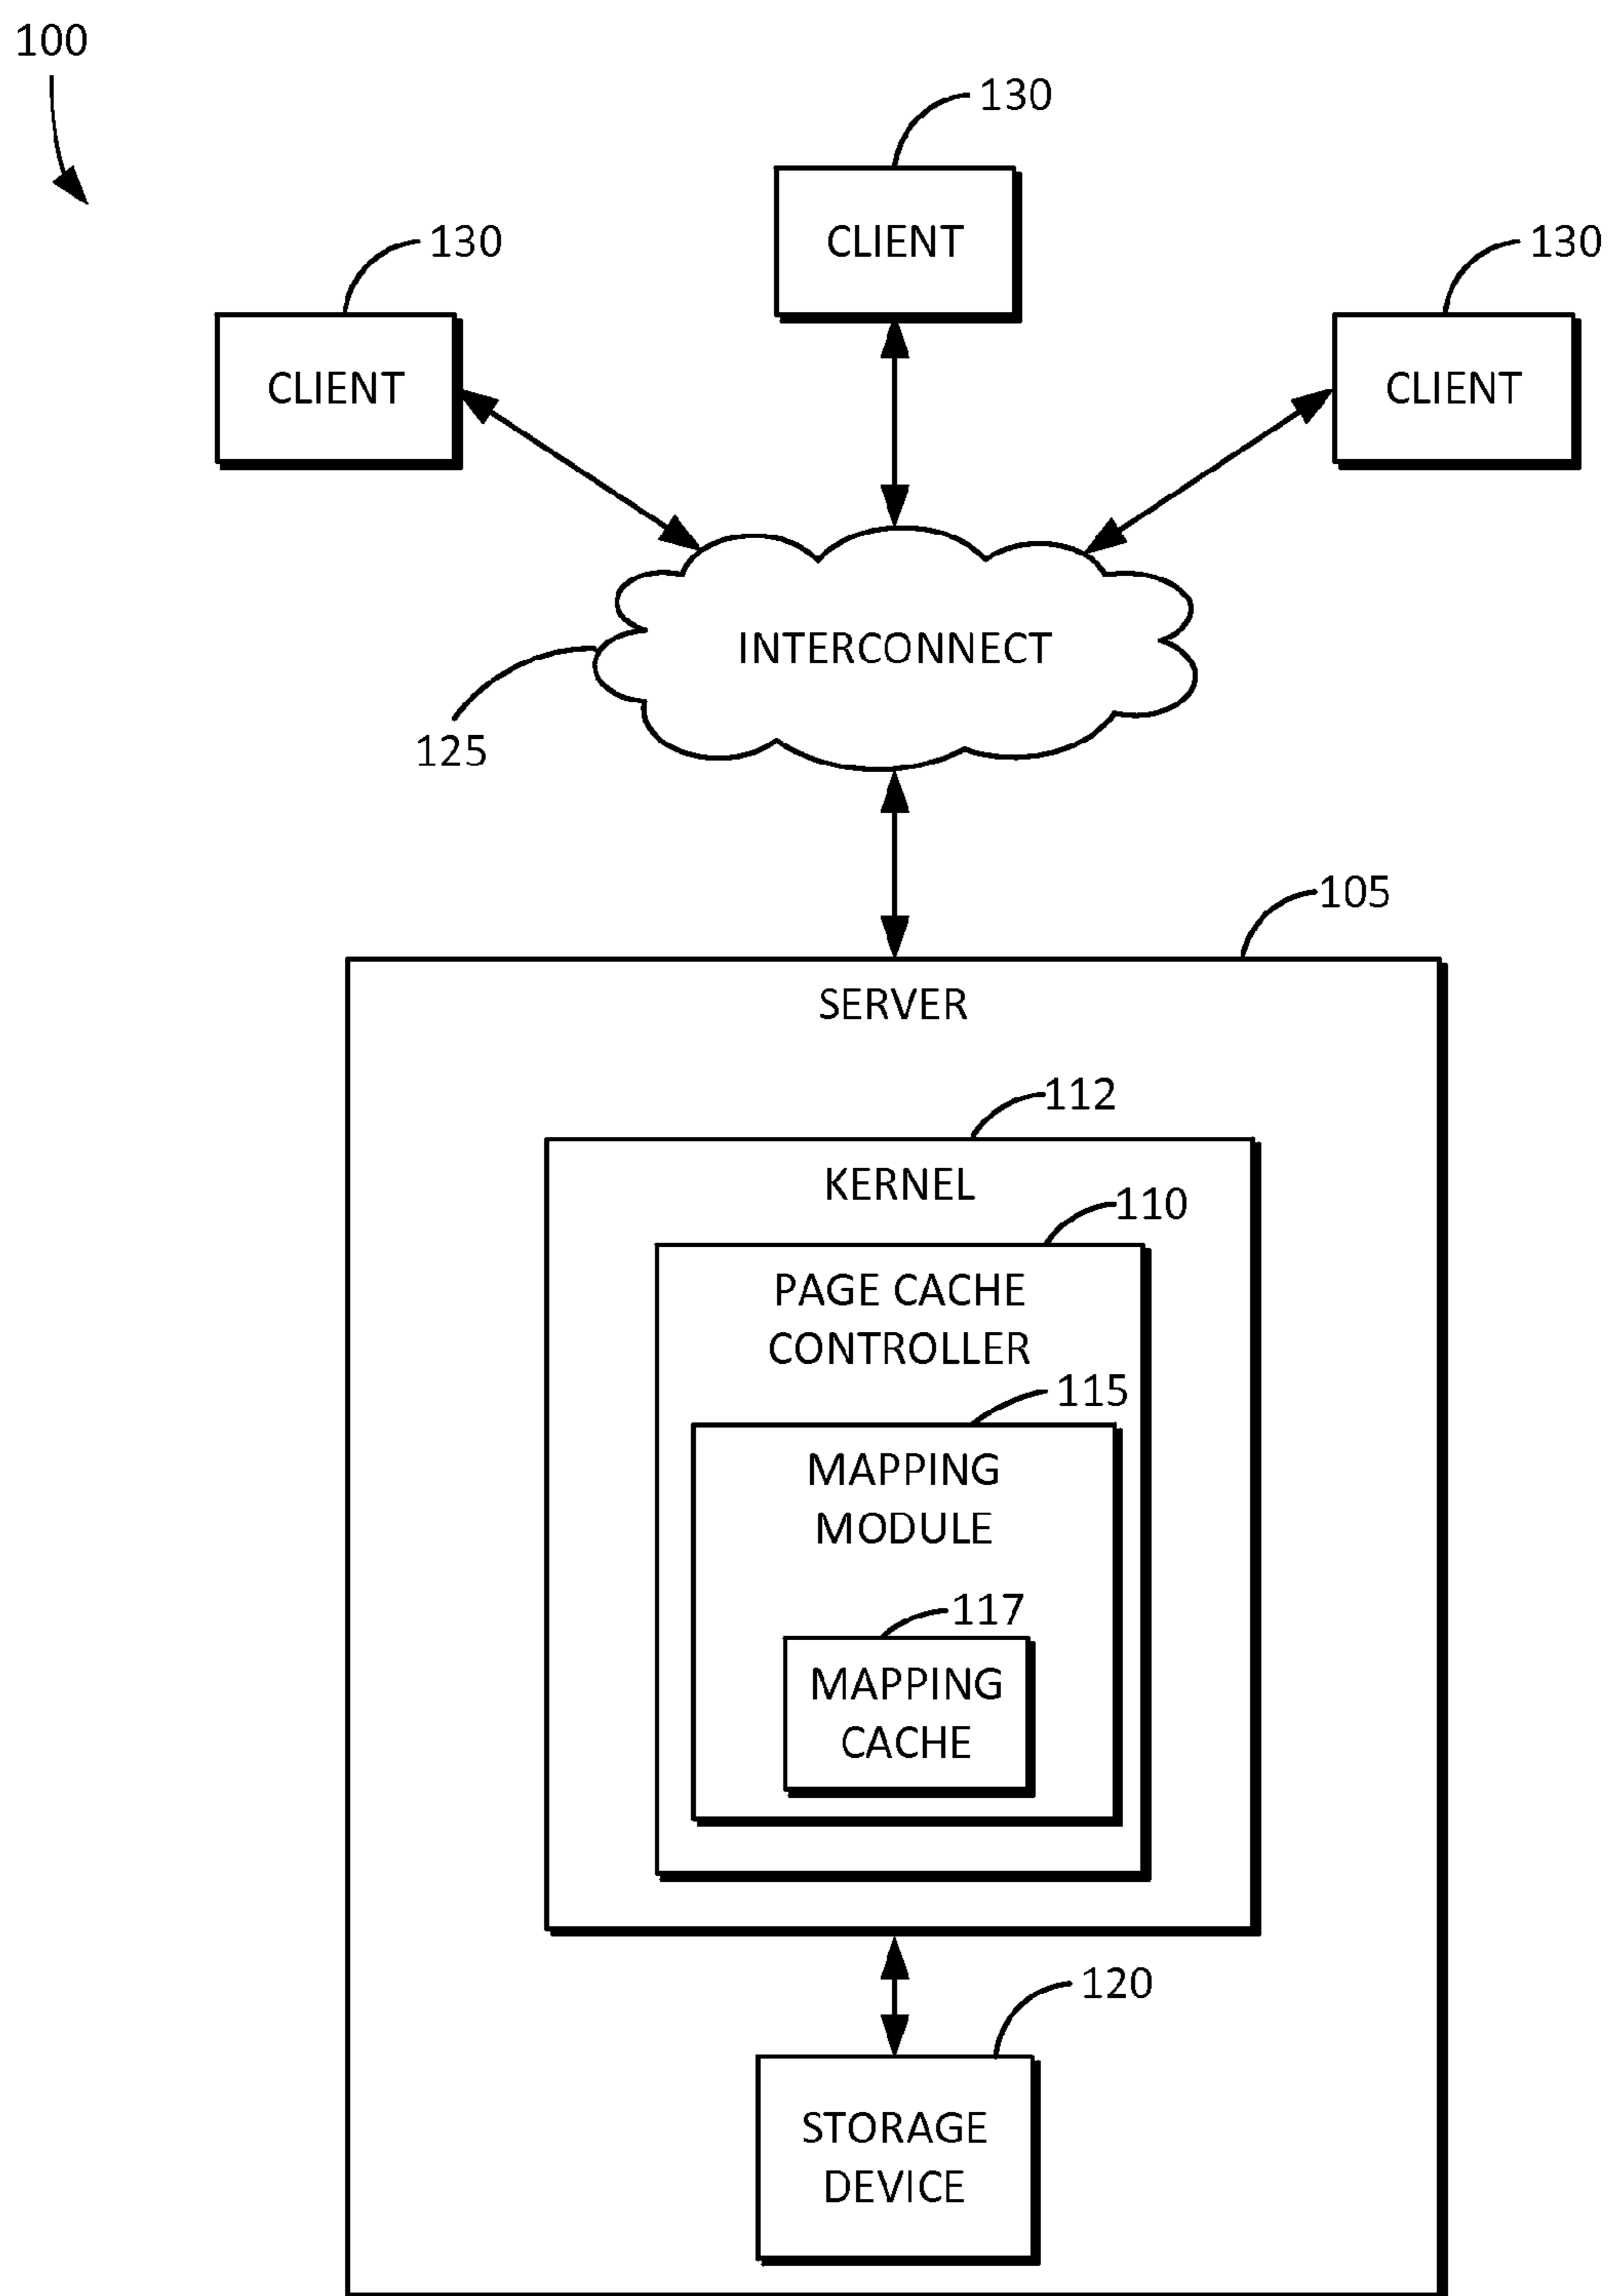 100
130
CLIENT
130
CLIENT
130
CLIENT
INTERCONNECT
125
105
SERVER
112
KERNEL
110
PAGE CACHE
CONTROLLER
115
MAPPING
MODULE
117
MAPPING
CACHE
120
STORAGE
DEVICE